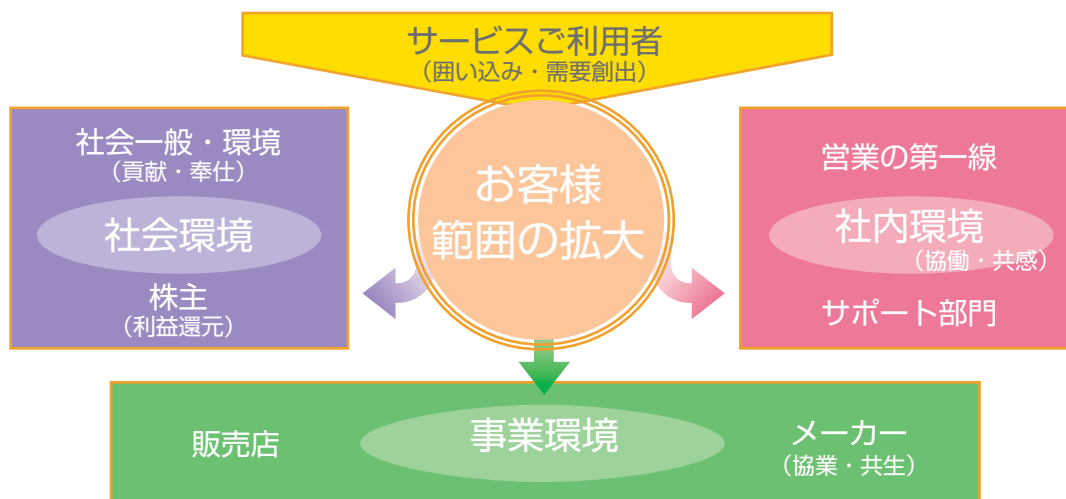 サービスご利用者
（囲い込み・需要創出）
社会一般・環境
（貢献・奉仕）
社会環境
株主
（利益還元）
お客様
範囲の拡大
営業の第一線
社内環境
（協働・共感）
サポート部門
販売店
事業環境
メーカー
（協業・共生）